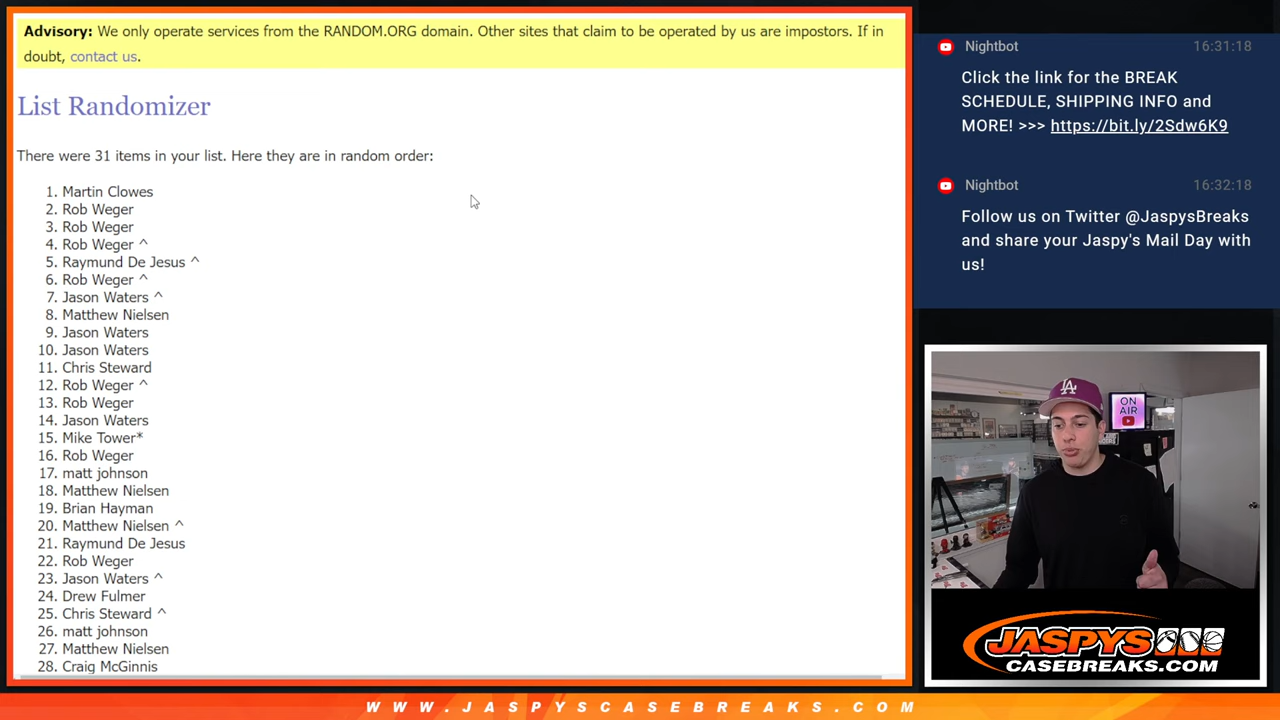 Advisory: We only operate services from the RANDOM.ORG domain. Other sites that claim to be operated by us are impostors. If in
doubt, contact us.
List Randomizer
There were 31 items in your list. Here they are in random order:
1. Martin Clowes
2. Rob Weger
3. Rob Weger
4. Rob Weger ^
5. Raymund De Jesus ^
6. Rob Weger ^
7. Jason Waters ^
8. Matthew Nielsen
9. Jason Waters
10. Jason Waters
11. Chris Steward
12. Rob Weger ^
13. Rob Weger
14. Jason Waters
15. Mike Tower*
16. Rob Weger
17. matt johnson
18. Matthew Nielsen
19. Brian Hayman
20. Matthew Nielsen ^
21. Raymund De Jesus
22. Rob Weger
23. Jason Waters ^
24. Drew Fulmer
25. Chris Steward ^
26. matt johnson
27. Matthew Nielsen
28. Craig McGinnis
Nightbot 16:31:18
Click the link for the BREAK
SCHEDULE, SHIPPING INFO and
MORE! >>> https://bit.ly/2Sdw6K9
Nightbot 16:32:18
Follow us on Twitter @JaspysBreaks
and share your Jaspy's Mail Day with
us!
LA
ON
AIR
JASPYS
CASEBREAKS.COM
WWW.JASPYSCASEBREAKS.COM